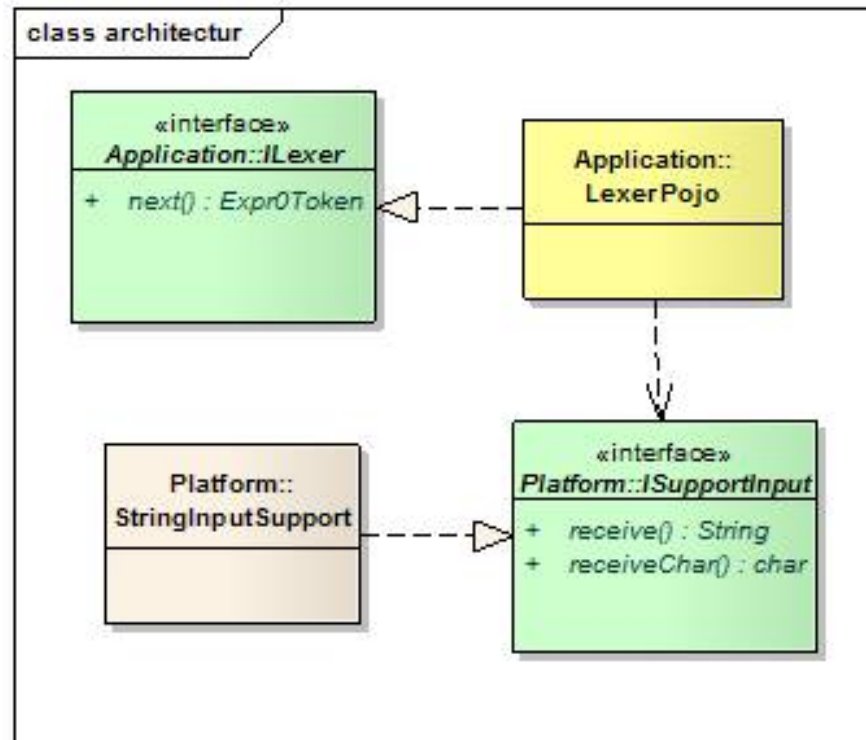 class architectur
«interface»
Application::ILexer
+ next() : Expr0Token
Application::
LexerPojo
Platform::
StringInputSupport
«interface»
Platform::ISupportInput
+ receive() : String
+ receiveChar() : char